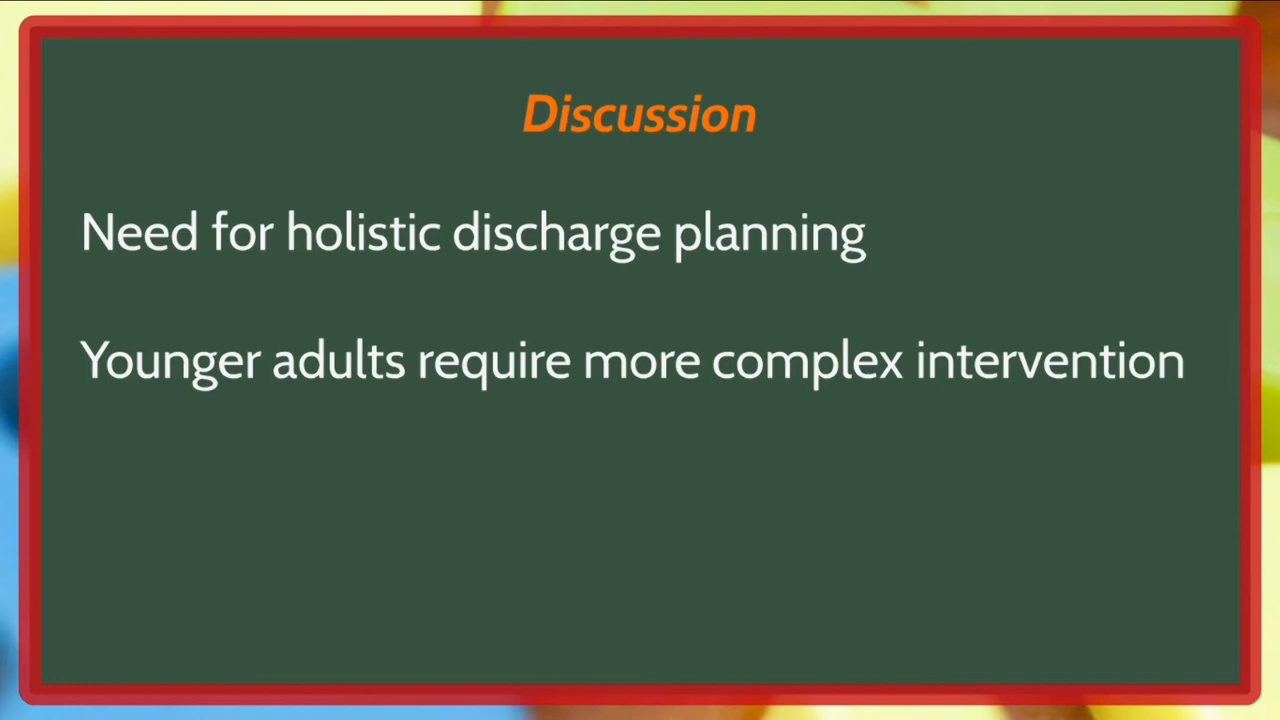 Discussion
Need for holistic discharge planning
Younger adults require more complex intervention